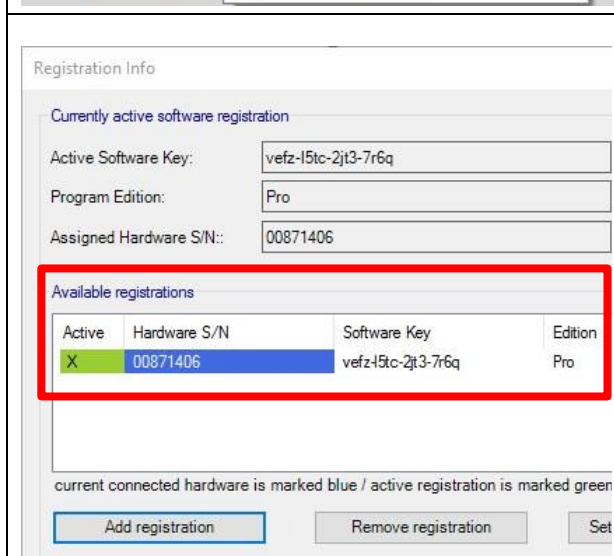 Registration Info
Currently active software registration
Active Software Key: vefz-l5tc-2jt3-7r6q
Program Edition: Pro
Assigned Hardware S/N:: 00871406
Available registrations
Active Hardware S/N Software Key Edition
X 00871406 vefz-l5tc-2jt3-7r6q Pro
current connected hardware is marked blue / active registration is marked green
Add registration Remove registration Set